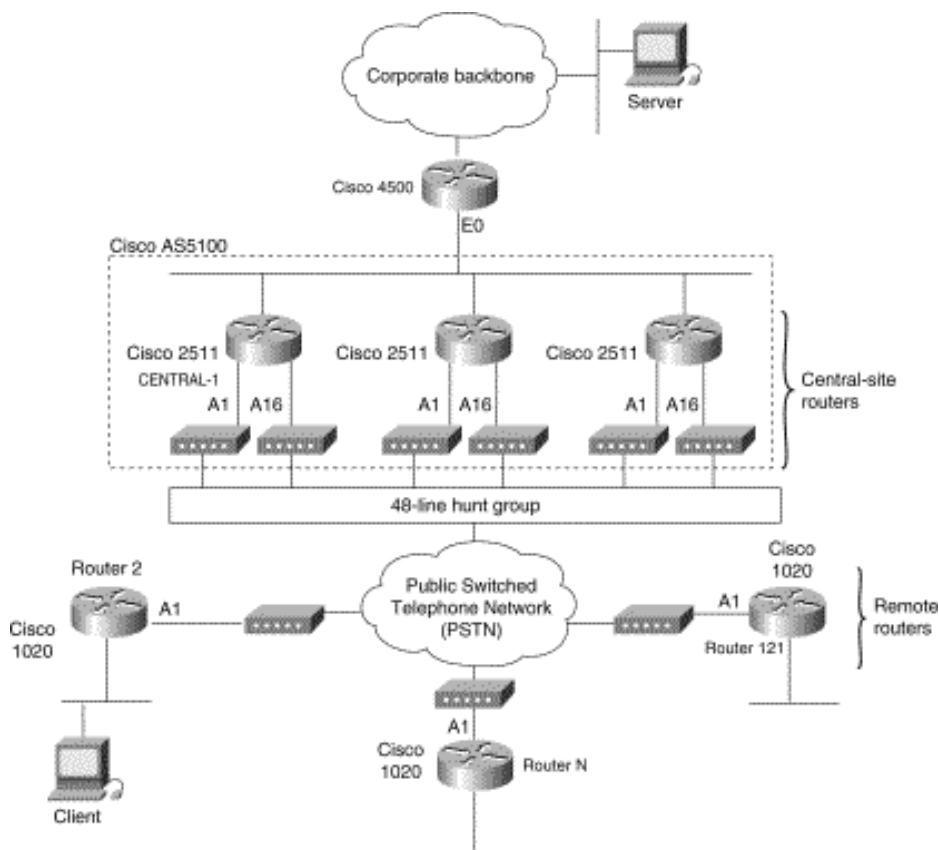 Corporate backbone
Server
Cisco 4500
E0
Cisco AS5100
Cisco 2511
CENTRAL-1
A1
A16
Cisco 2511
A1
A16
Cisco 2511
A1
A16
Central-site
routers
48-line hunt group
Router 2
Cisco
1020
A1
Public Switched
Telephone Network
(PSTN)
Cisco
1020
A1
Router 121
Remote
routers
A1
Cisco
1020
Router N
Client